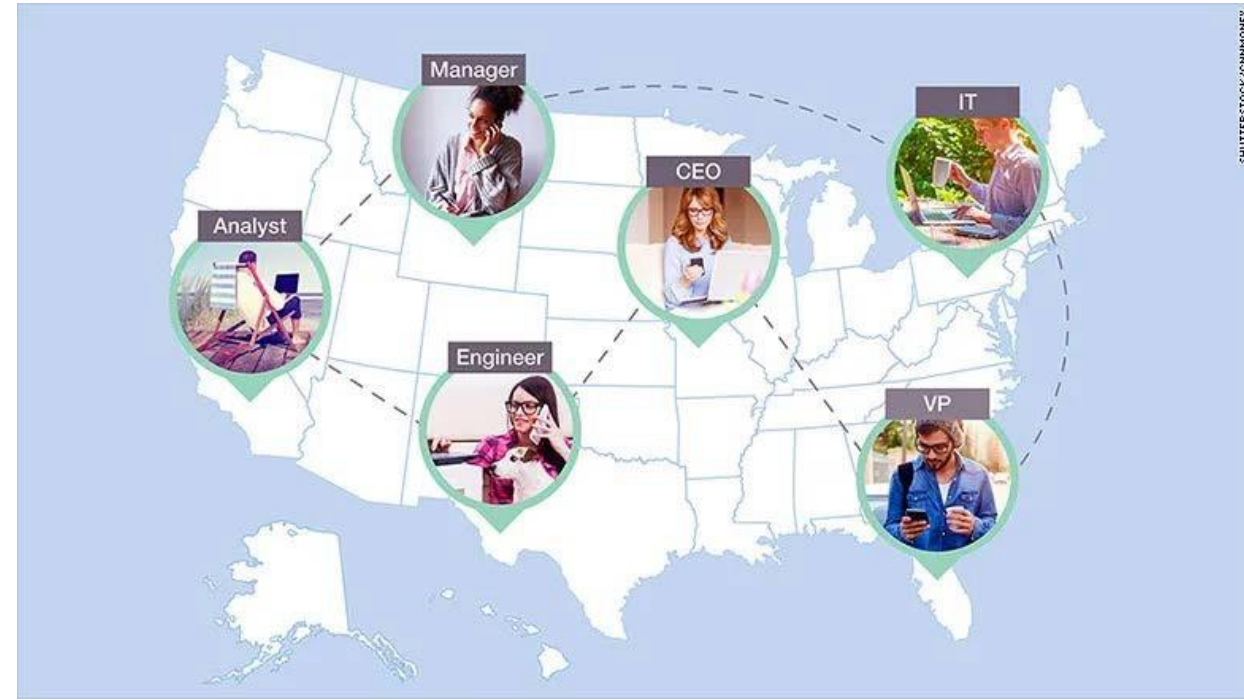 Manager
IT
CEO
Analyst
Engineer
VP
SHUTTERSTOCK/CNNMONEY